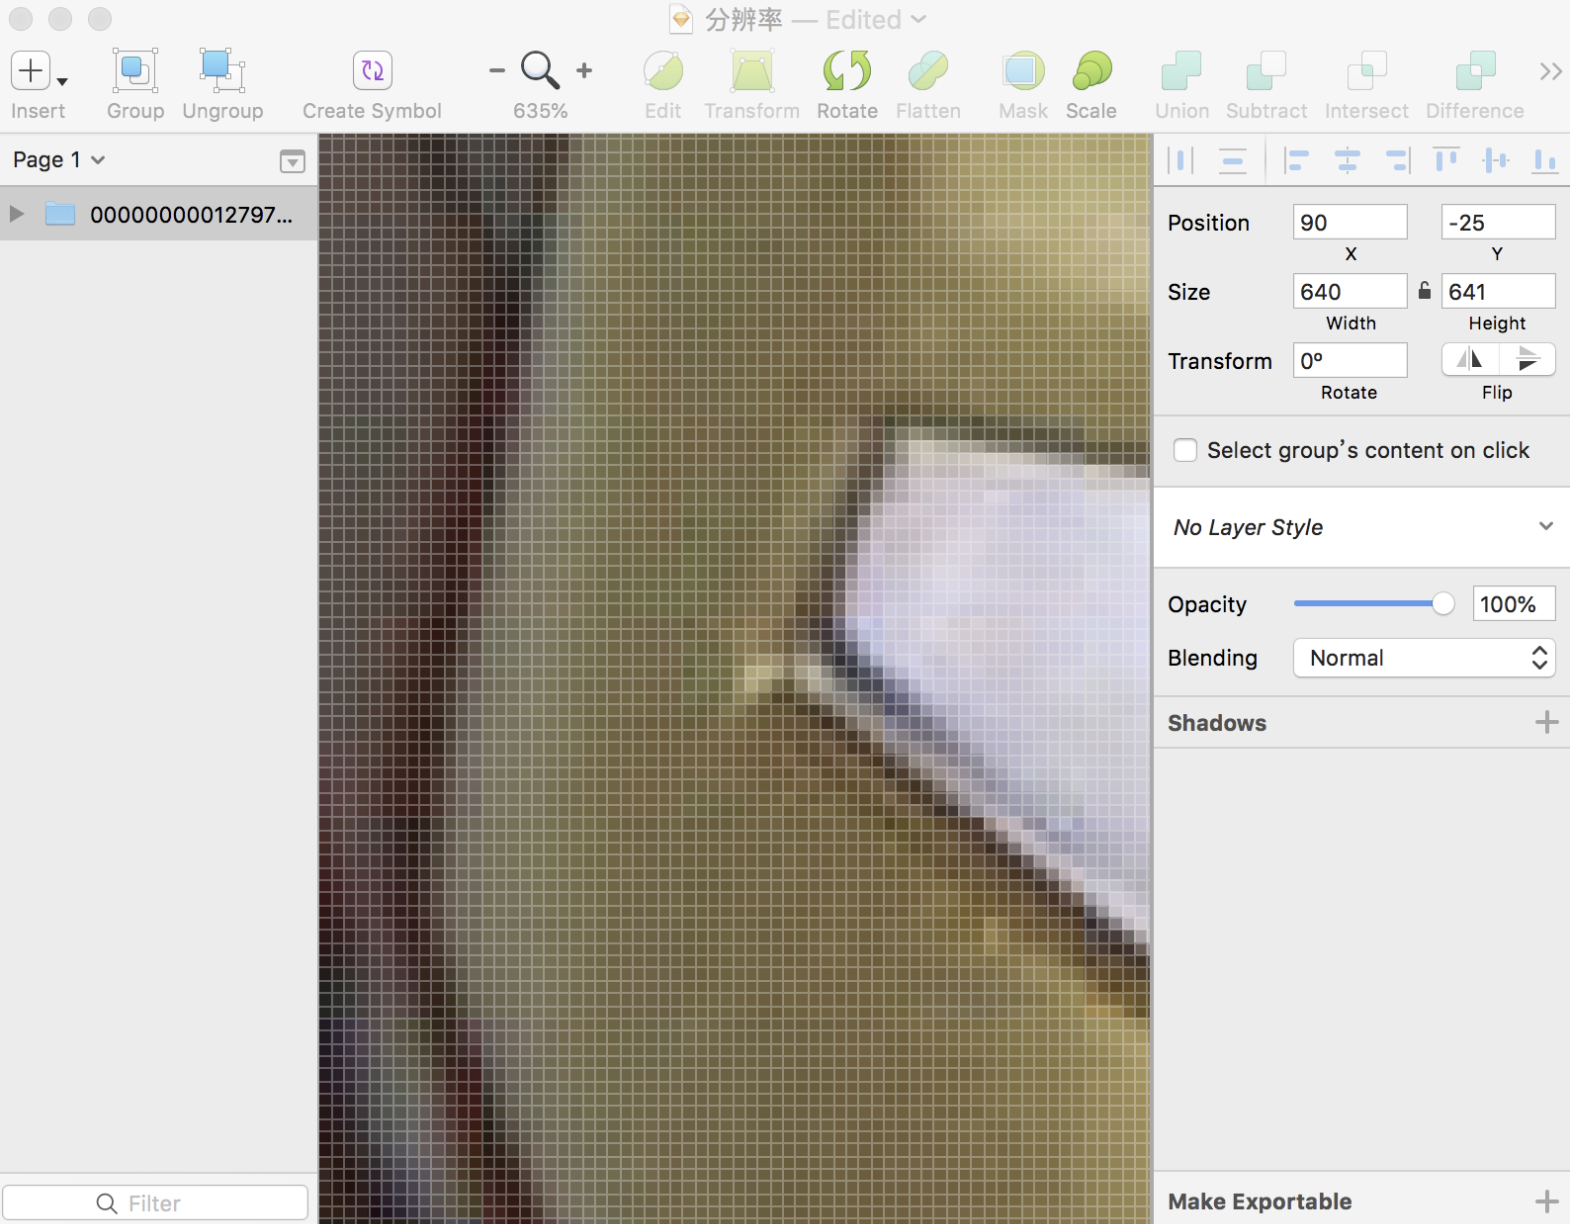 分辨率 — Edited
Insert
Group
Ungroup
Create Symbol
635%
Edit
Transform
Rotate
Flatten
Mask
Scale
Union
Subtract
Intersect
Difference
Page 1
00000000012797...
Filter
Position
90
-25
X
Y
Size
640
641
Width
Height
Transform
0º
Rotate
Flip
Select group's content on click
No Layer Style
Opacity
100%
Blending
Normal
Shadows
Make Exportable